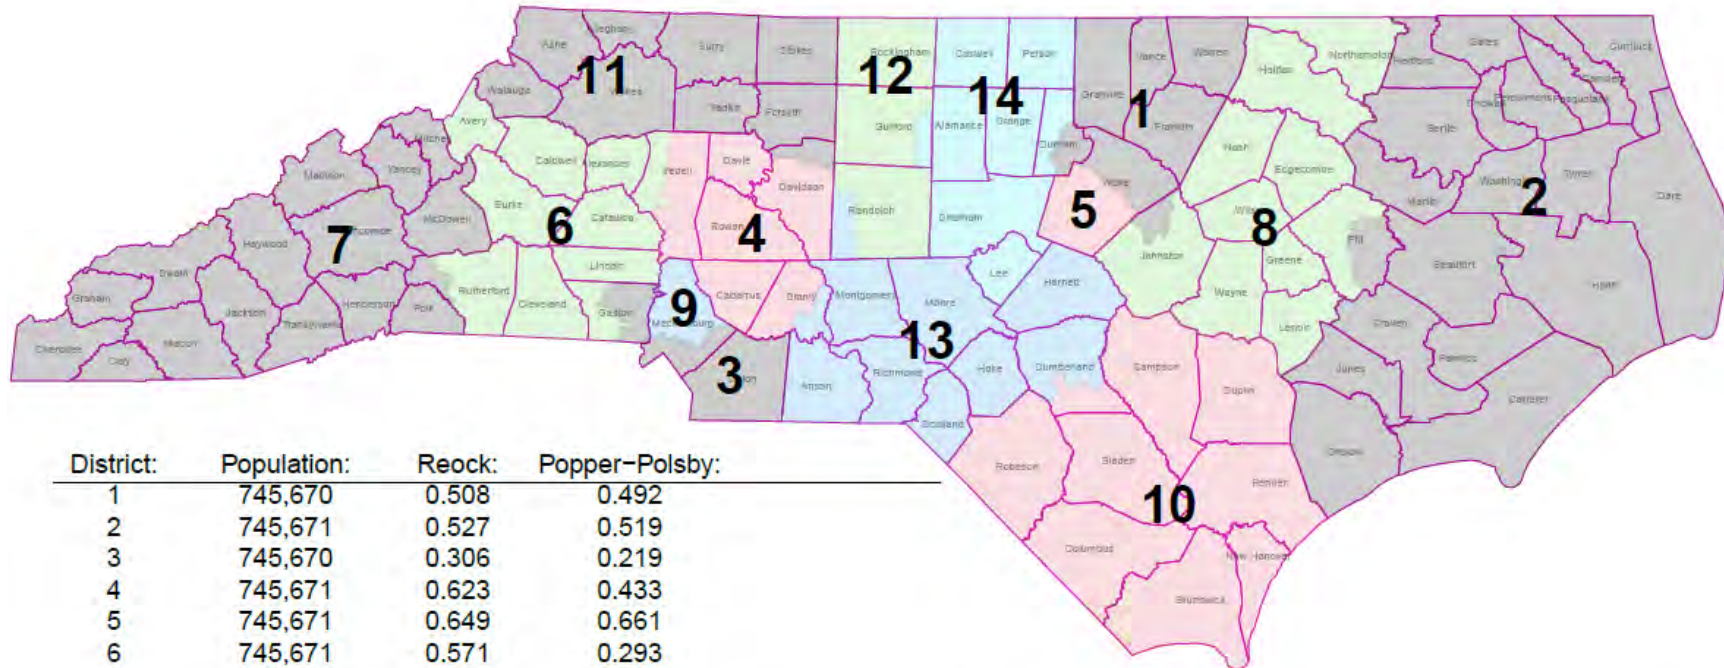 Alleghany
Ashe
Surry
Stokes
Rockingham
Caswell
Person
Vance
Warren
Northampton
Gates
Currituck
11
12
14
1
Halifax
Hertford
Camden
Watauga
Wilkes
Yadkin
Forsyth
Granville
Chowan
Perquimans
Pasquotank
Avery
Mitchell
Guilford
Alamance
Orange
Durham
Franklin
Bertie
Madison
Yancey
Caldwell
Alexander
Iredell
Davie
Davidson
Wake
Nash
Edgecombe
Washington
Tyrrell
Dare
McDowell
Burke
Catawba
Rowan
Randolph
Chatham
Martin
2
7
6
4
5
8
Haywood
Buncombe
Wilson
Pitt
Swain
Lincoln
Lee
Johnston
Greene
Beaufort
Hyde
Graham
Jackson
Henderson
Polk
Rutherford
Cleveland
Gaston
Cabarrus
Stanly
Montgomery
Moore
Harnett
Wayne
Lenoir
Craven
Cherokee
Clay
Macon
Transylvania
Mecklenburg
9
13
Pamlico
3
Anson
Richmond
Hoke
Cumberland
Sampson
Duplin
Jones
Carteret
Scotland
Onslow
Robeson
Bladen
Pender
10
Columbus
New Hanover
Brunswick
District: Population: Reock: Popper−Polsby:
1 745,670 0.508 0.492
2 745,671 0.527 0.519
3 745,670 0.306 0.219
4 745,671 0.623 0.433
5 745,671 0.649 0.661
6 745,671 0.571 0.293